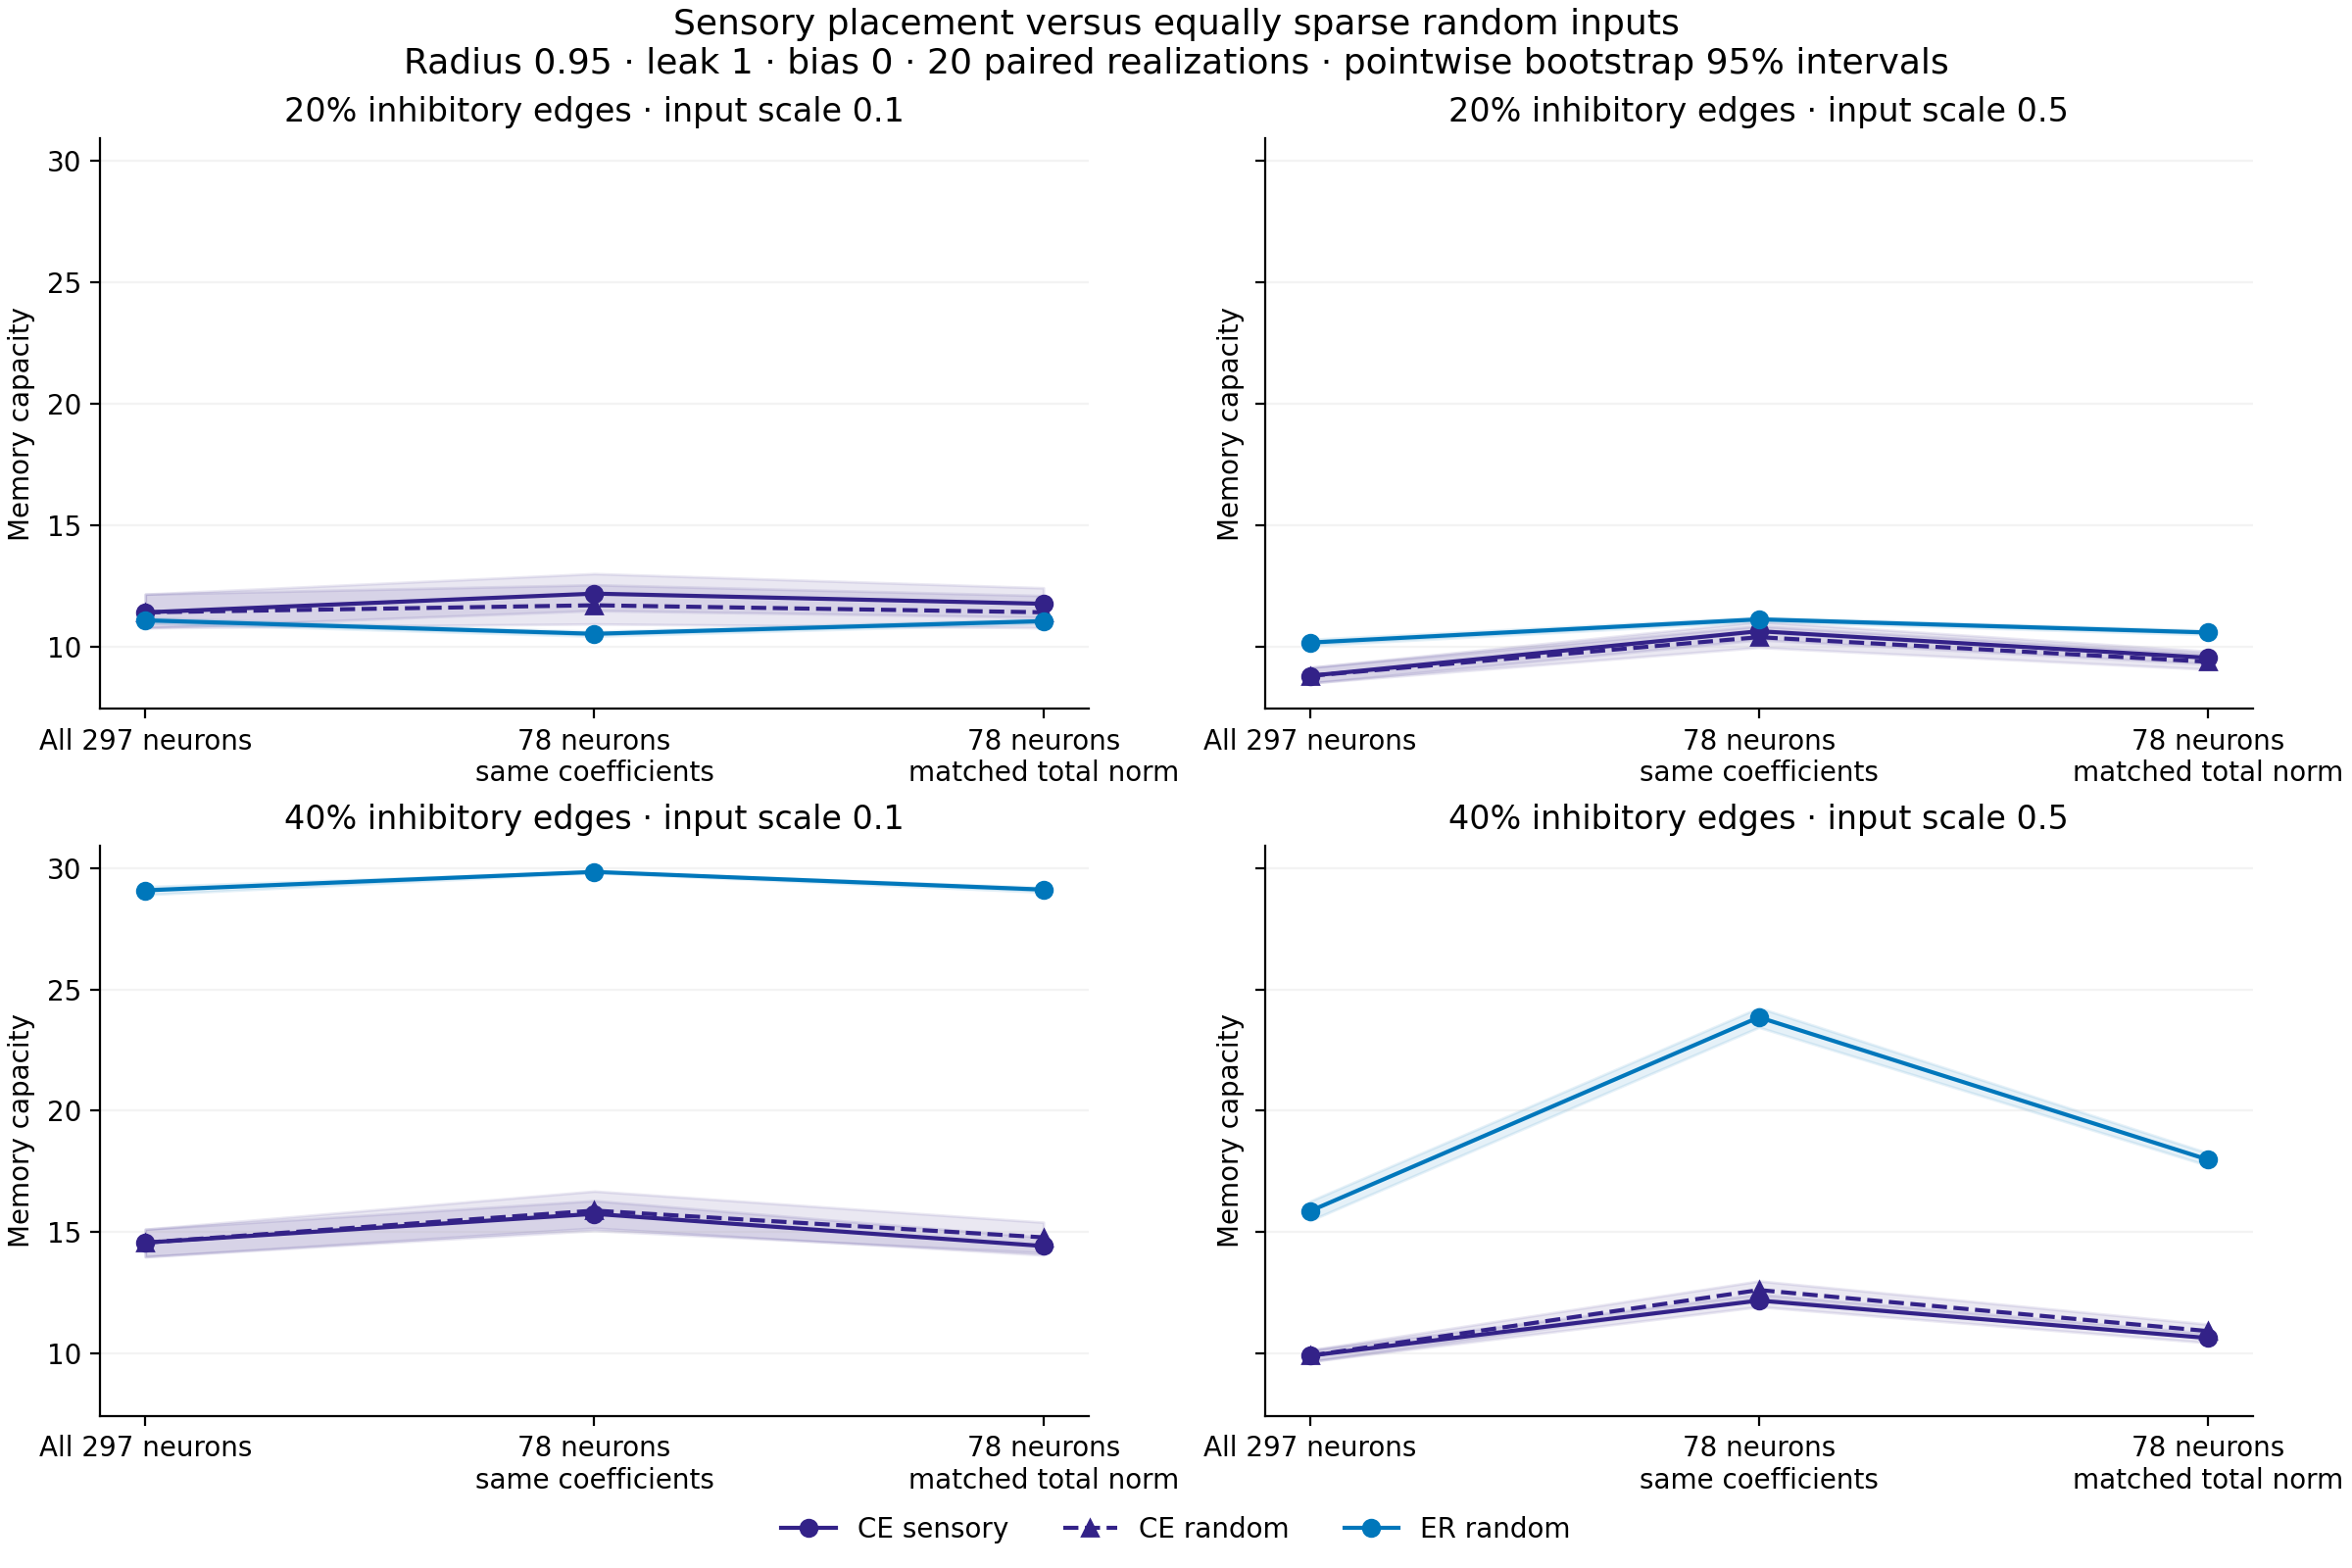 Sensory placement versus equally sparse random inputs
Radius 0.95 · leak 1 · bias 0 · 20 paired realizations · pointwise bootstrap 95% intervals
20% inhibitory edges · input scale 0.1
Memory capacity
30
25
20
15
10
All 297 neurons
78 neurons
same coefficients
78 neurons
matched total norm
20% inhibitory edges · input scale 0.5
Memory capacity
All 297 neurons
78 neurons
same coefficients
78 neurons
matched total norm
40% inhibitory edges · input scale 0.1
Memory capacity
30
25
20
15
10
All 297 neurons
78 neurons
same coefficients
78 neurons
matched total norm
40% inhibitory edges · input scale 0.5
Memory capacity
All 297 neurons
78 neurons
same coefficients
78 neurons
matched total norm
CE sensory
CE random
ER random